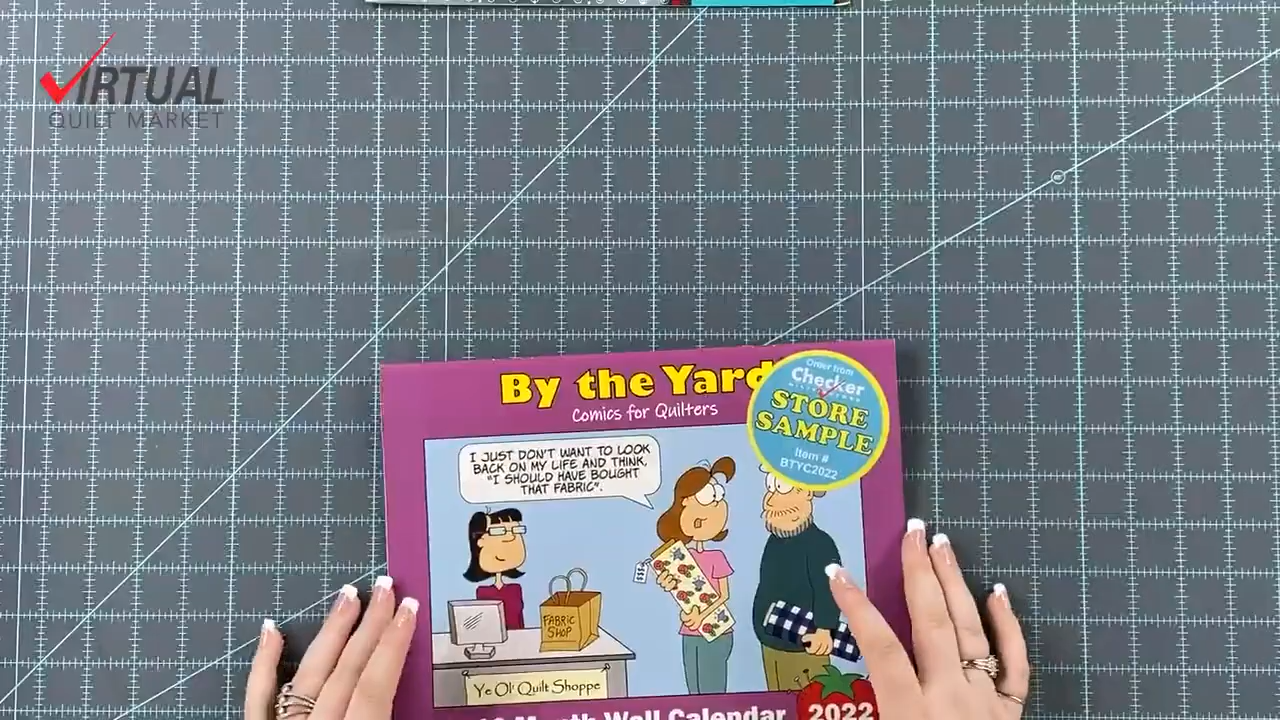 VIRTUAL
QUILT MARKET
By the Yard
Comics for Quilters
Order from
Checker
STORE
SAMPLE
Item #
BTYC2022
I JUST DON'T WANT TO LOOK
BACK ON MY LIFE AND THINK,
"I SHOULD HAVE BOUGHT
THAT FABRIC".
$$$
FABRIC
SHOP
Ye Ol' Quilt Shoppe
Month Wall Calendar
2022